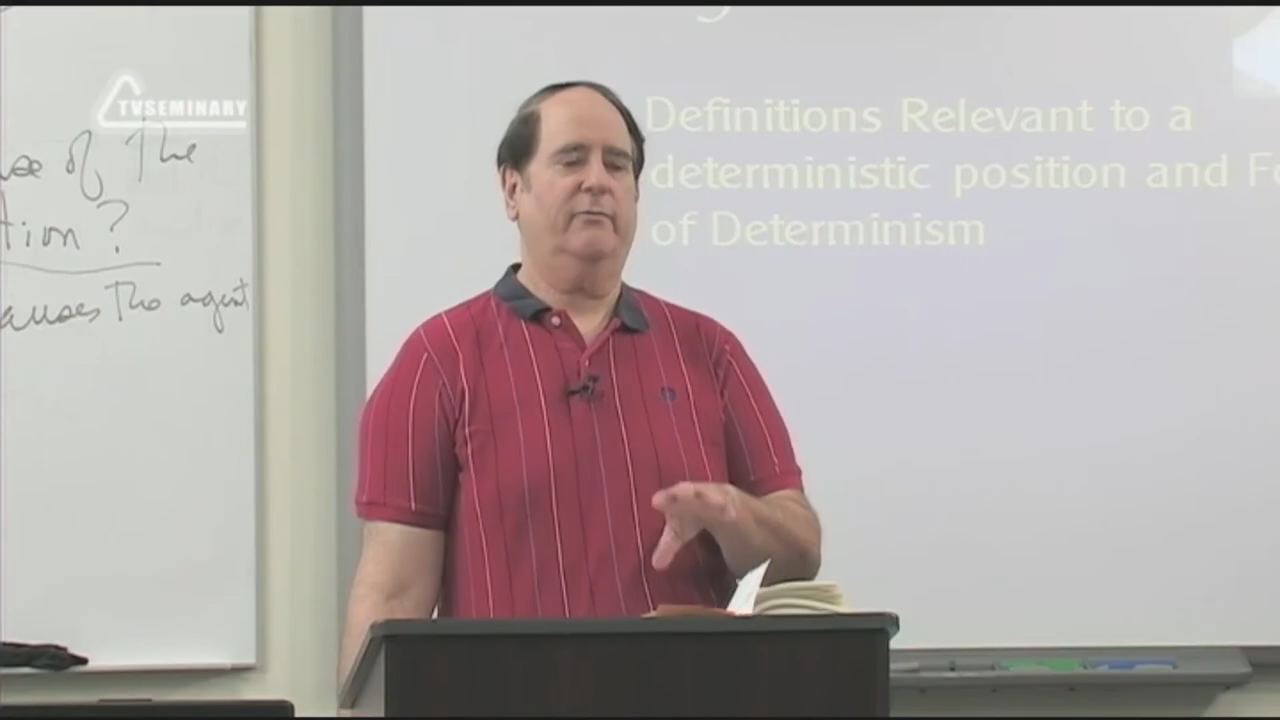 TVSEMINARY
of The
tion?
auses The agent
Definitions Relevant to a
deterministic position and Fo
of Determinism